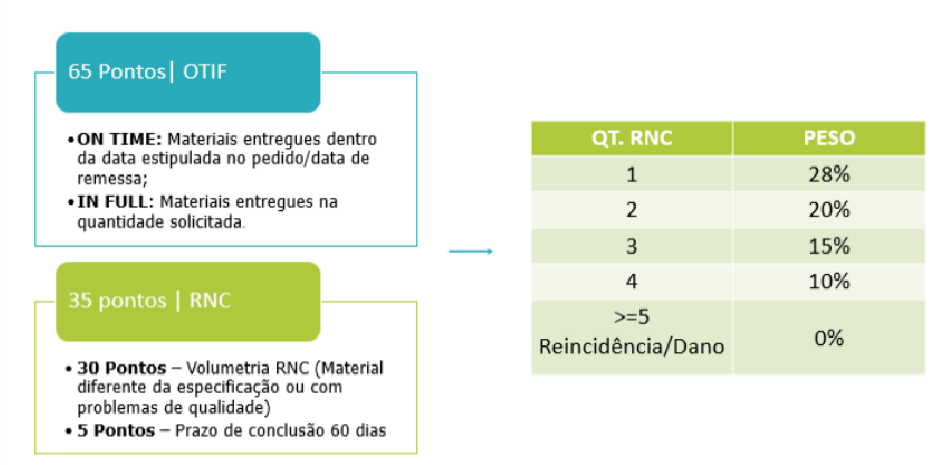 65 Pontos| OTIF
• ON TIME: Materiais entregues dentro
da data estipulada no pedido/data de
remessa;
• IN FULL: Materiais entregues na
quantidade solicitada.
35 pontos | RNC
• 30 Pontos – Volumetria RNC (Material
diferente da especificação ou com
problemas de qualidade)
• 5 Pontos – Prazo de conclusão 60 dias
QT. RNC PESO
1 28%
2 20%
3 15%
4 10%
>=5
Reincidência/Dano 0%